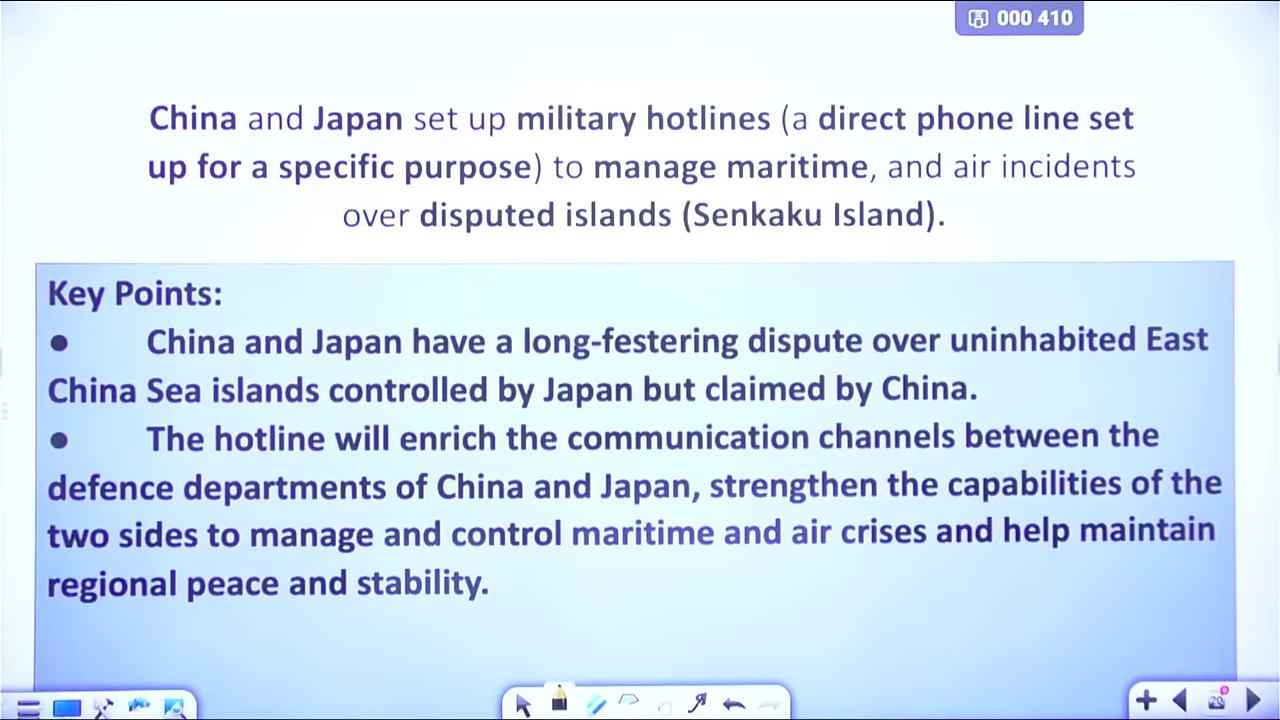 000 410
China and Japan set up military hotlines (a direct phone line set
up for a specific purpose) to manage maritime, and air incidents
over disputed islands (Senkaku Island).
Key Points:
● China and Japan have a long-festering dispute over uninhabited East
China Sea islands controlled by Japan but claimed by China.
● The hotline will enrich the communication channels between the
defence departments of China and Japan, strengthen the capabilities of the
two sides to manage and control maritime and air crises and help maintain
regional peace and stability.